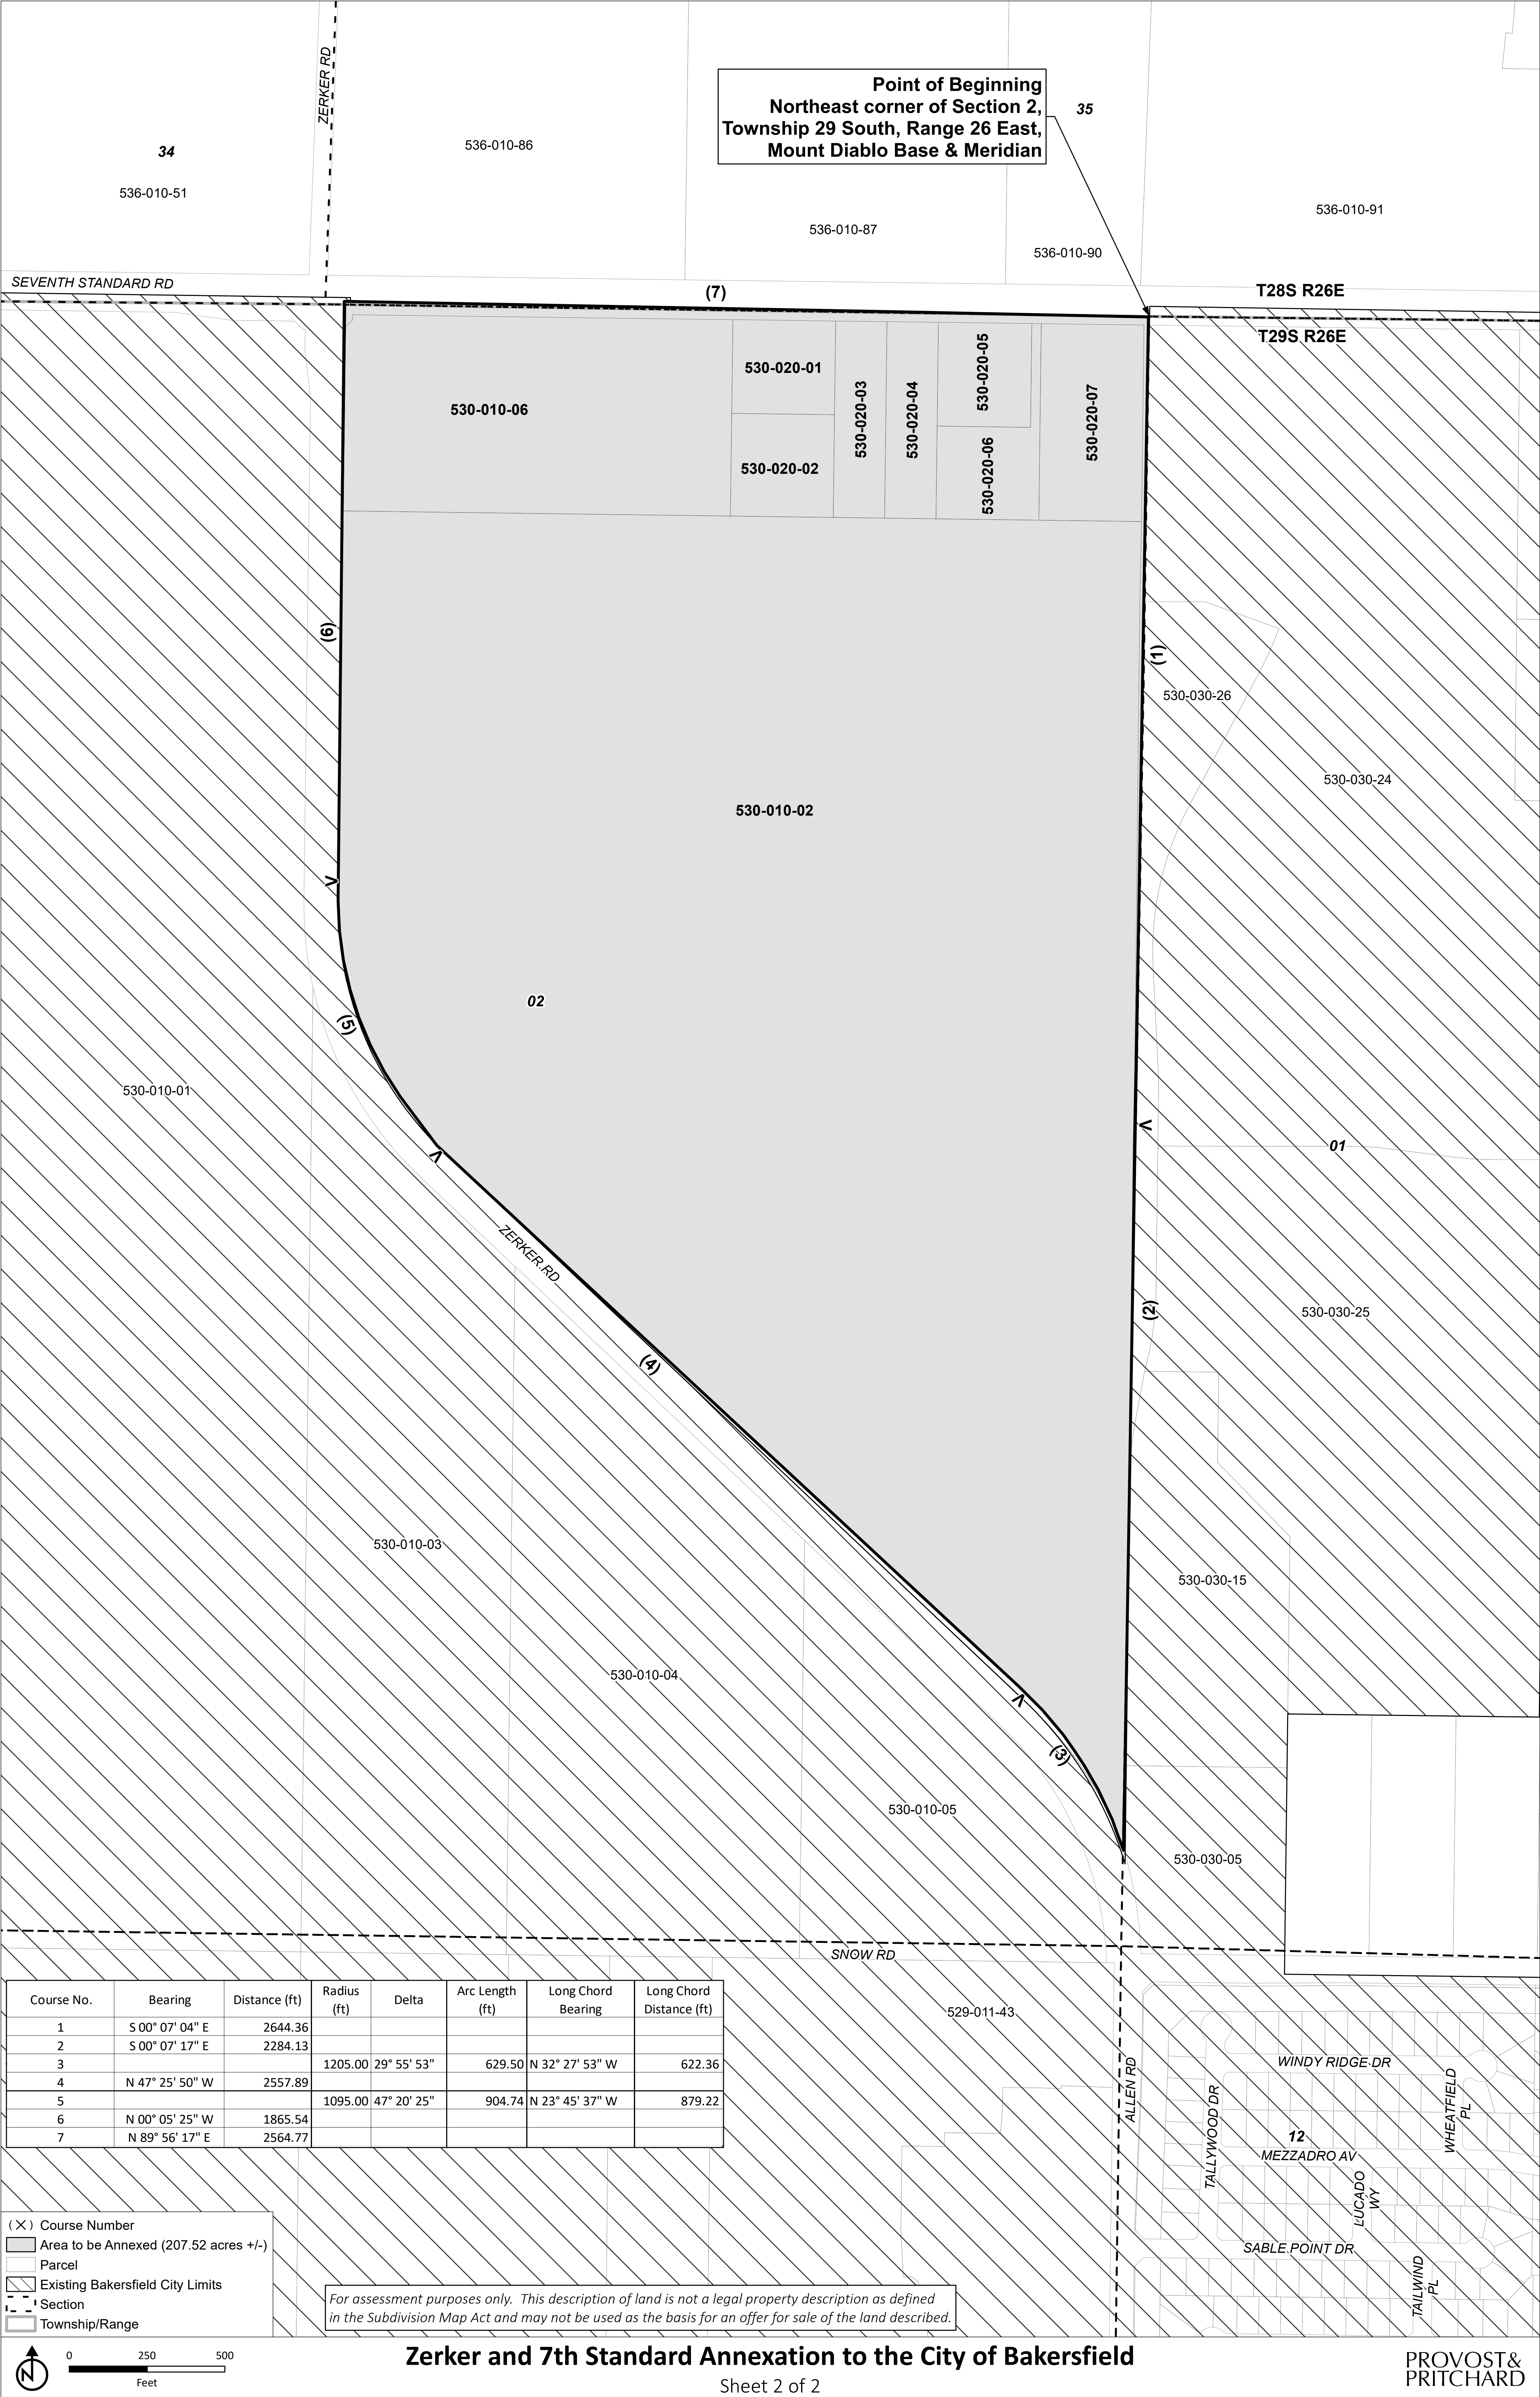 ZERKER RD
Point of Beginning
Northeast corner of Section 2,
Township 29 South, Range 26 East,
Mount Diablo Base & Meridian
35
34
536-010-86
536-010-51
536-010-91
536-010-87
536-010-90
SEVENTH STANDARD RD
(7)
T28S R26E
T29S R26E
530-010-06
530-020-01
530-020-02
530-020-03
530-020-04
530-020-05
530-020-06
530-020-07
(6)
(1)
530-030-26
530-030-24
530-010-02
02
(5)
530-010-01
01
ZERKER RD
(2)
530-030-25
(4)
530-010-03
530-030-15
530-010-04
(3)
530-010-05
530-030-05
SNOW RD
529-011-43
Course No. Bearing Distance (ft) Radius (ft) Delta Arc Length (ft) Long Chord Bearing Long Chord Distance (ft)
1 S 00° 07' 04" E 2644.36
2 S 00° 07' 17" E 2284.13
3 1205.00 29° 55' 53" 629.50 N 32° 27' 53" W 622.36
4 N 47° 25' 50" W 2557.89
5 1095.00 47° 20' 25" 904.74 N 23° 45' 37" W 879.22
6 N 00° 05' 25" W 1865.54
7 N 89° 56' 17" E 2564.77
ALLEN RD
WINDY RIDGE DR
TALLYWOOD DR
WHEATFIELD
PL
12
MEZZADRO AV
LUCADO
WY
SABLE POINT DR
TAILWIND
PL
(X) Course Number
Area to be Annexed (207.52 acres +/-)
Parcel
Existing Bakersfield City Limits
Section
Township/Range
For assessment purposes only. This description of land is not a legal property description as defined
in the Subdivision Map Act and may not be used as the basis for an offer for sale of the land described.
N
0 250 500
Feet
Zerker and 7th Standard Annexation to the City of Bakersfield
Sheet 2 of 2
PROVOST&
PRITCHARD